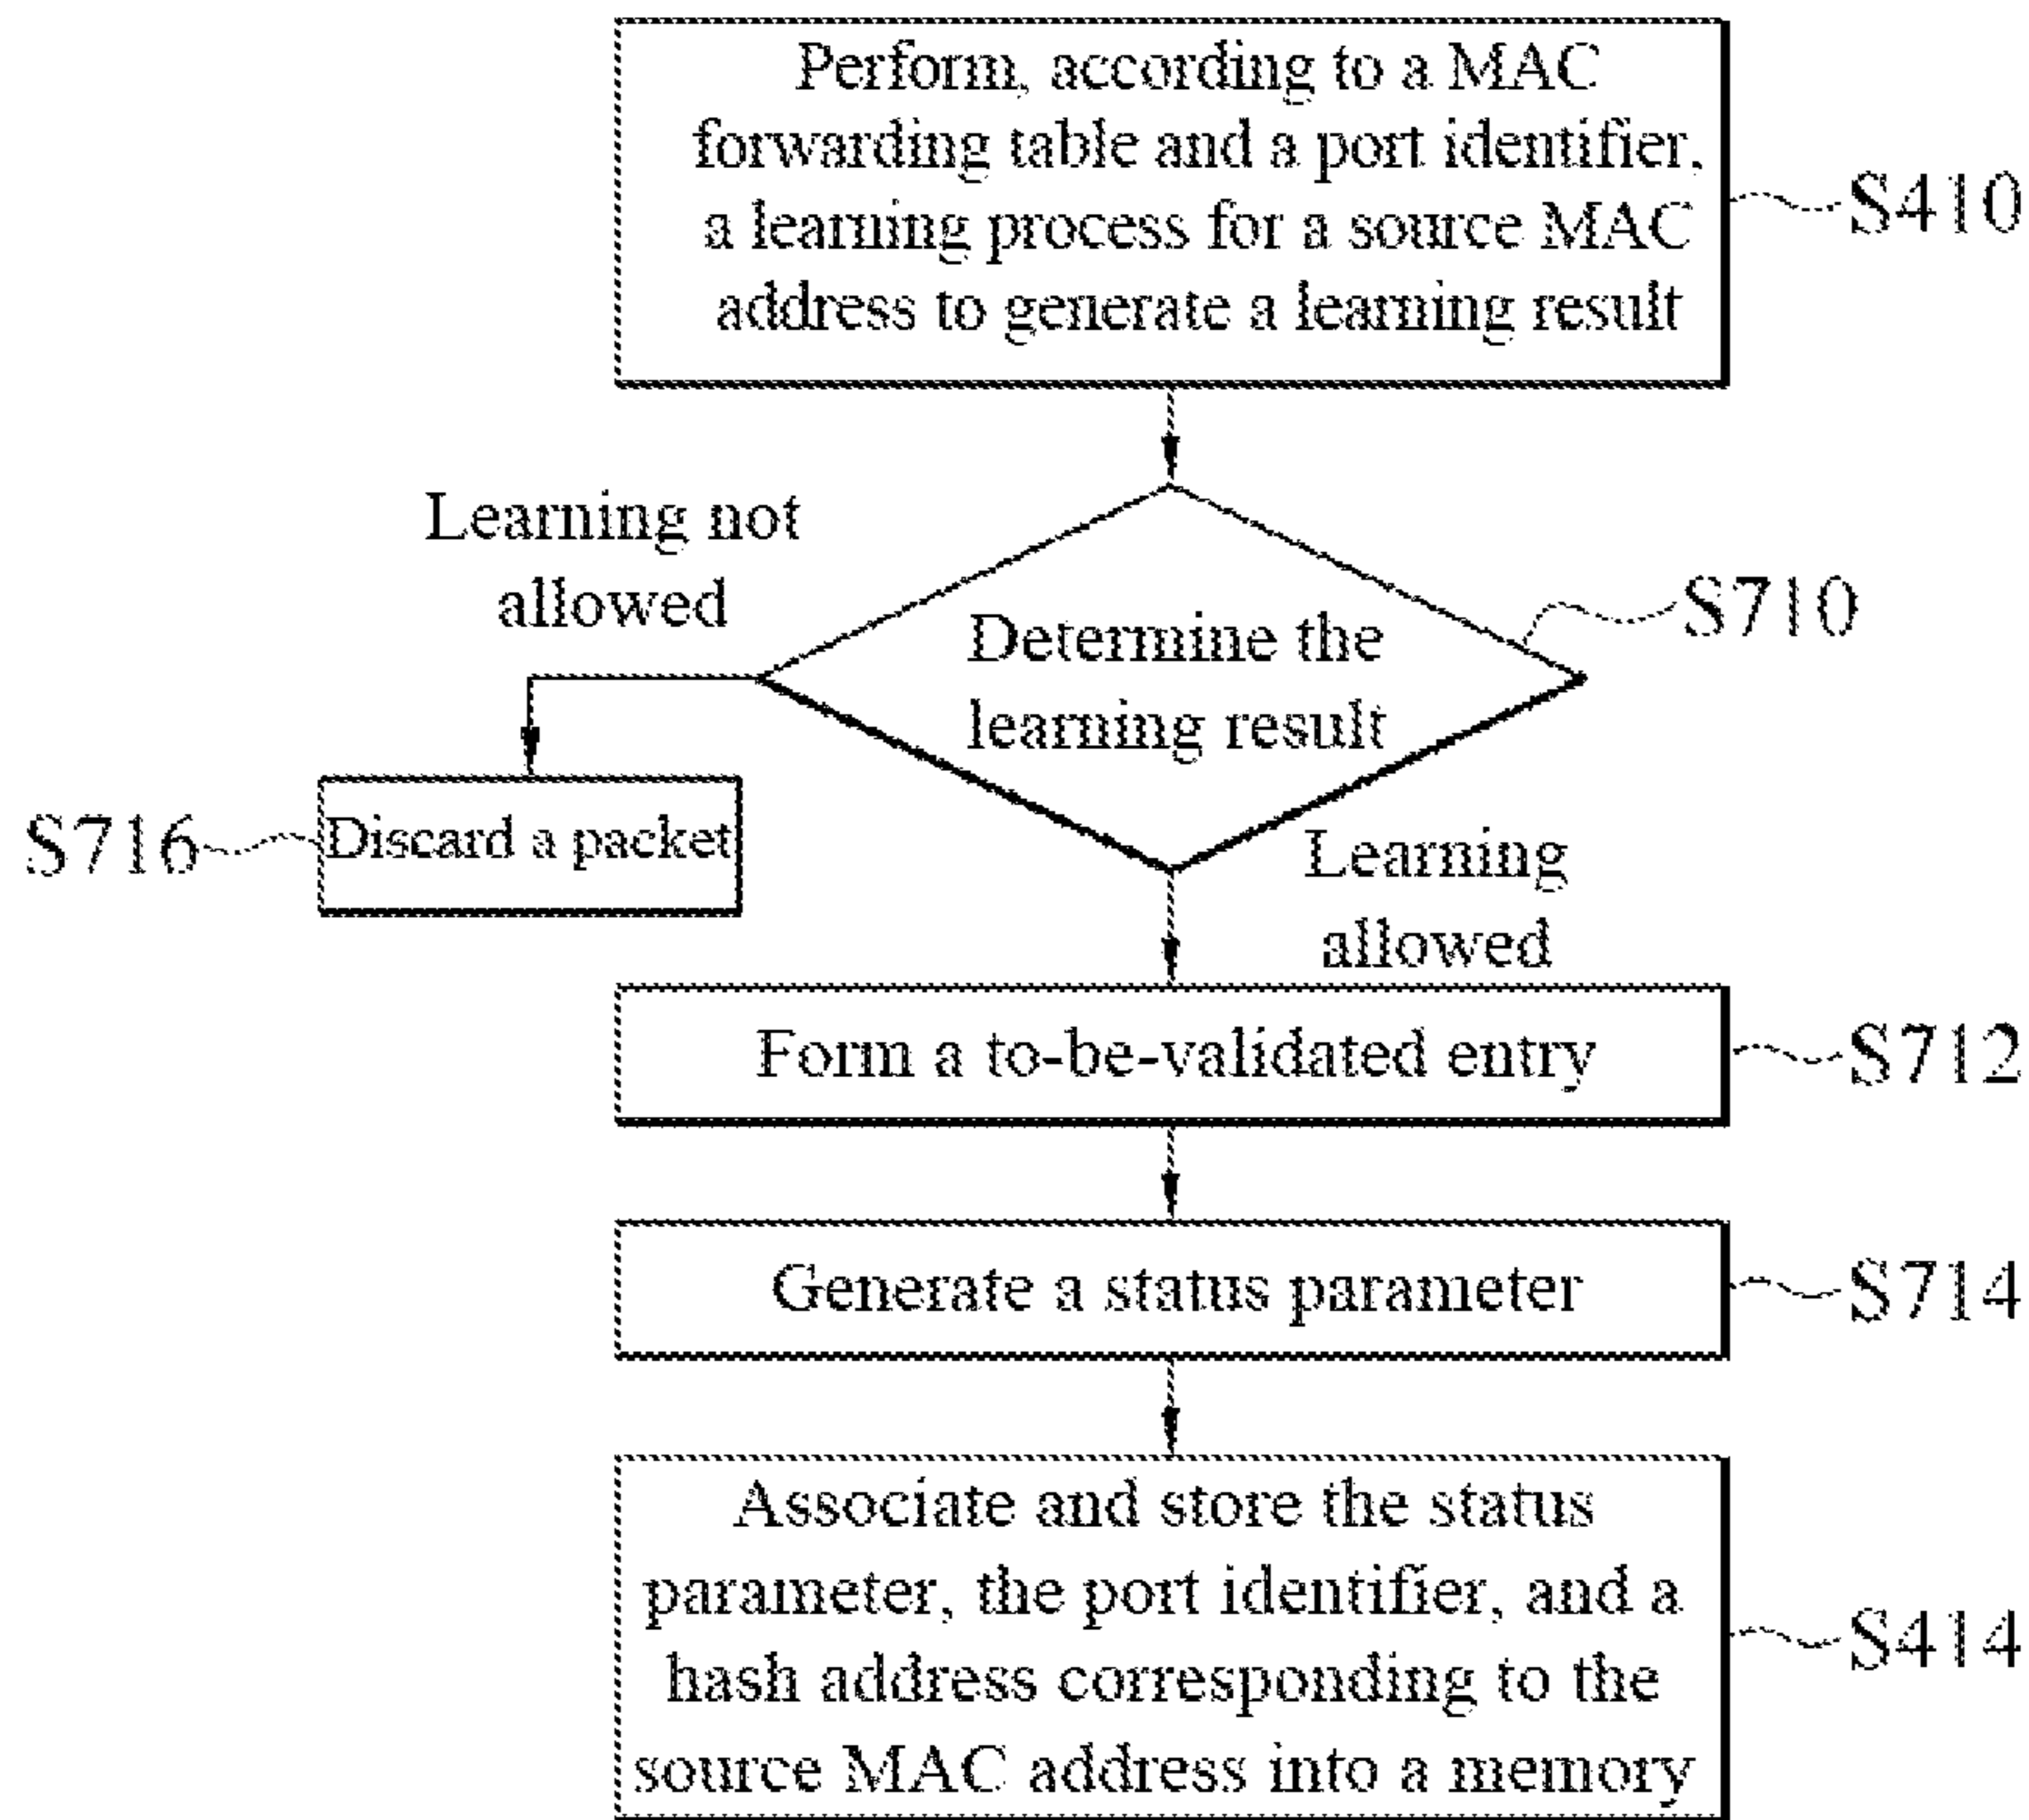 Perform, according to a MAC
forwarding table and a port identifier,
a learning process for a source MAC
address to generate a learning result
S410
Learning not
allowed
Determine the
learning result
S710
S716
Discard a packet
Learning
allowed
Form a to-be-validated entry
S712
Generate a status parameter
S714
Associate and store the status
parameter, the port identifier, and a
hash address corresponding to the
source MAC address into a memory
S414